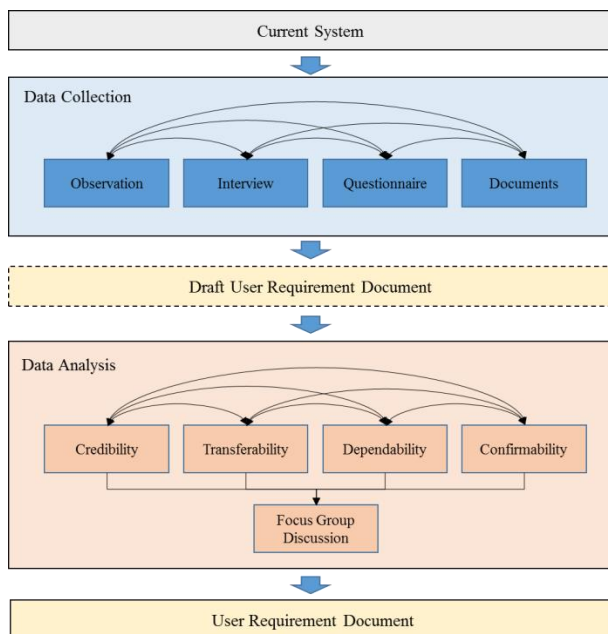 Current System
Data Collection
Observation
Interview
Questionnaire
Documents
Draft User Requirement Document
Data Analysis
Credibility
Transferability
Dependability
Confirmability
Focus Group
Discussion
User Requirement Document